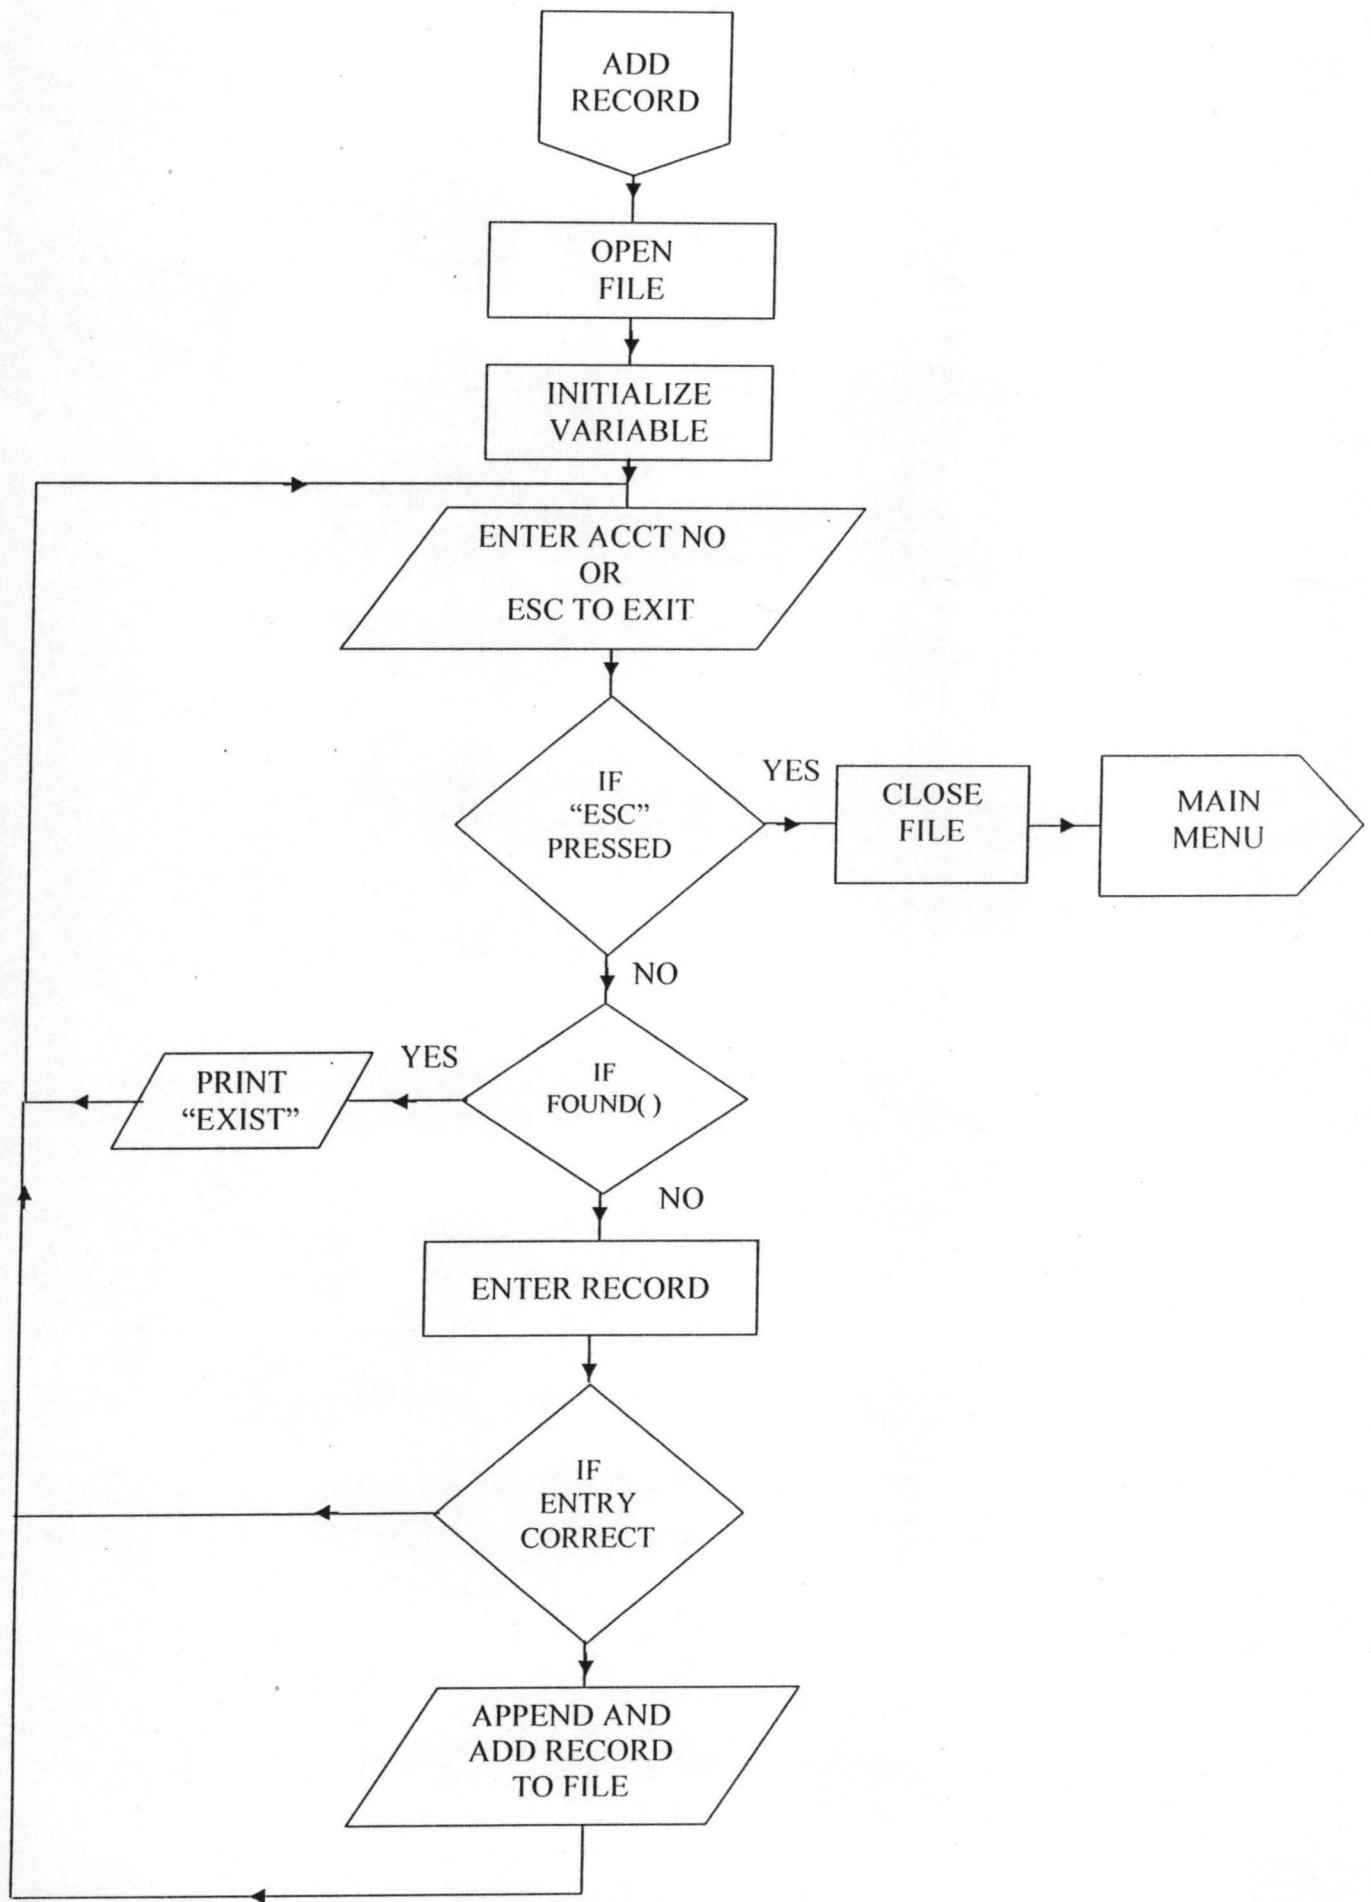 ADD
RECORD
OPEN
FILE
INITIALIZE
VARIABLE
ENTER ACCT NO
OR
ESC TO EXIT
IF
“ESC”
PRESSED
YES
CLOSE
FILE
MAIN
MENU
NO
IF
FOUND( )
YES
PRINT
“EXIST”
NO
ENTER RECORD
IF
ENTRY
CORRECT
APPEND AND
ADD RECORD
TO FILE